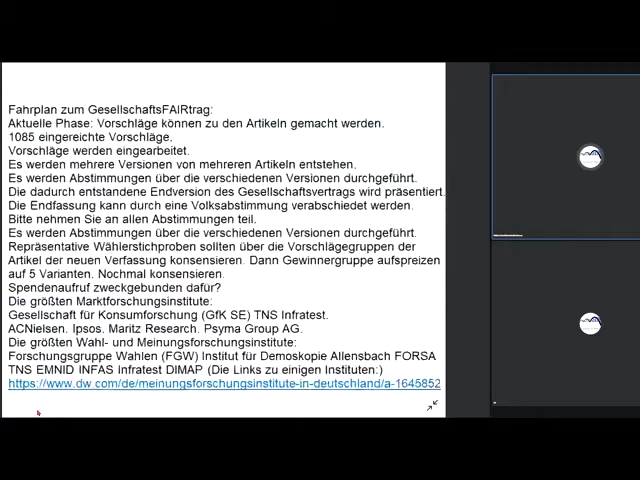 Fahrplan zum GesellschaftsFAIRtrag:
Aktuelle Phase: Vorschläge können zu den Artikeln gemacht werden.
1085 eingereichte Vorschläge.
Vorschläge werden eingearbeitet.
Es werden mehrere Versionen von mehreren Artikeln entstehen.
Es werden Abstimmungen über die verschiedenen Versionen durchgeführt.
Die dadurch entstandene Endversion des Gesellschaftsvertrags wird präsentiert.
Die Endfassung kann durch eine Volksabstimmung verabschiedet werden.
Bitte nehmen Sie an allen Abstimmungen teil.
Es werden Abstimmungen über die verschiedenen Versionen durchgeführt.
Repräsentative Wählerstichproben sollten über die Vorschlägegruppen der
Artikel der neuen Verfassung konsensieren. Dann Gewinnergruppe aufspreizen
auf 5 Varianten. Nochmal konsensieren.
Spendenaufruf zweckgebunden dafür?
Die größten Marktforschungsinstitute:
Gesellschaft für Konsumforschung (GfK SE) TNS Infratest.
ACNielsen. Ipsos. Maritz Research. Psyma Group AG.
Die größten Wahl- und Meinungsforschungsinstitute:
Forschungsgruppe Wahlen (FGW) Institut für Demoskopie Allensbach FORSA
TNS EMNID INFAS Infratest DIMAP (Die Links zu einigen Instituten:)
https://www.dw.com/de/meinungsforschungsinstitute-in-deutschland/a-1645852